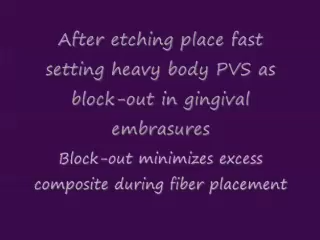 After etching place fast
setting heavy body PVS as
block-out in gingival
embrasures
Block-out minimizes excess
composite during fiber placement